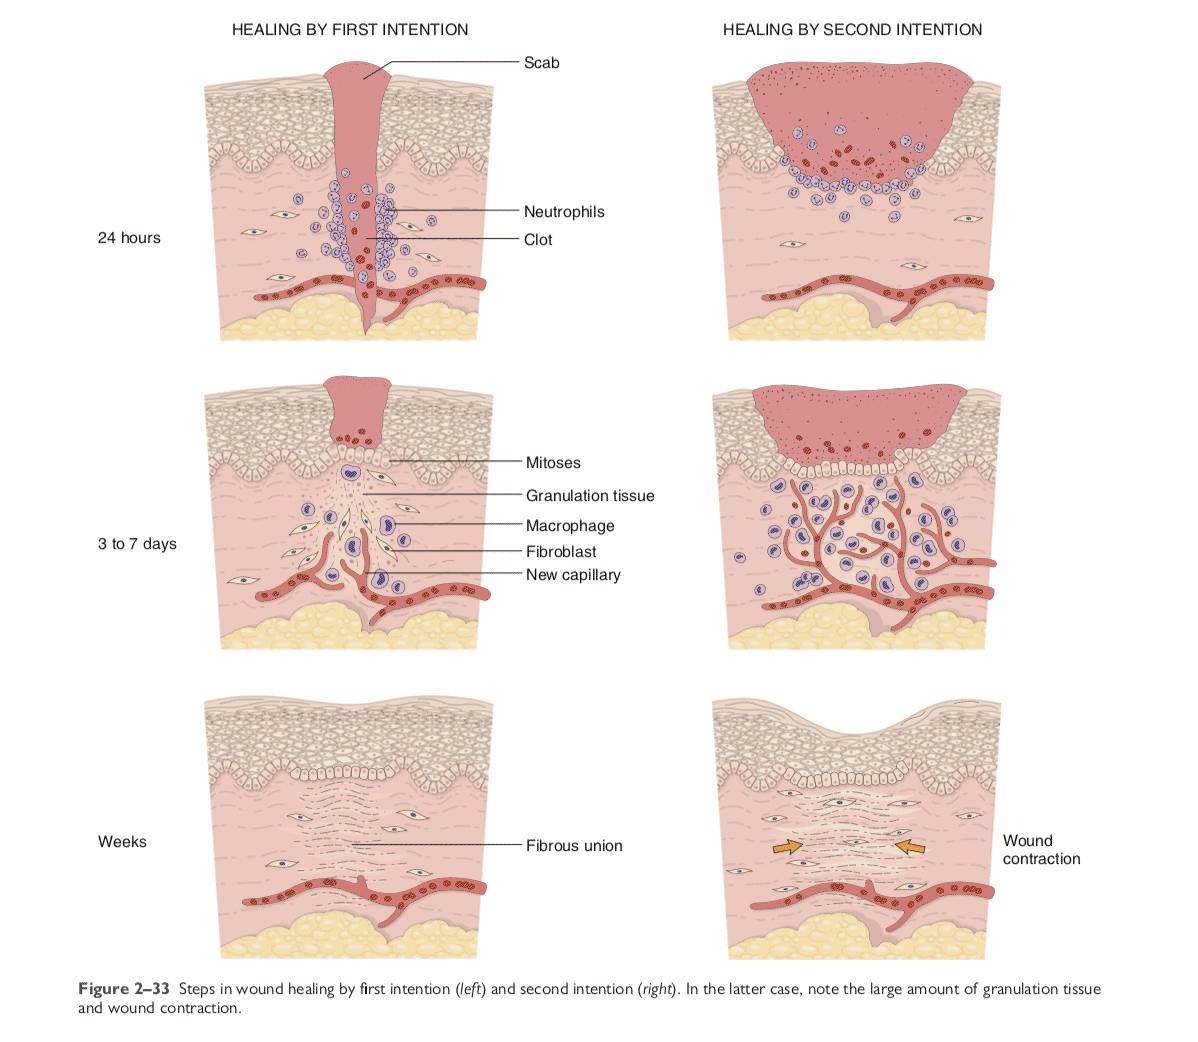 HEALING BY FIRST INTENTION
HEALING BY SECOND INTENTION
Scab
Neutrophils
24 hours
Clot
Mitoses
Granulation tissue
Macrophage
3 to 7 days
Fibroblast
New capillary
Weeks
Fibrous union
Wound
contraction
Figure 2–33 Steps in wound healing by first intention (left) and second intention (right). In the latter case, note the large amount of granulation tissue
and wound contraction.